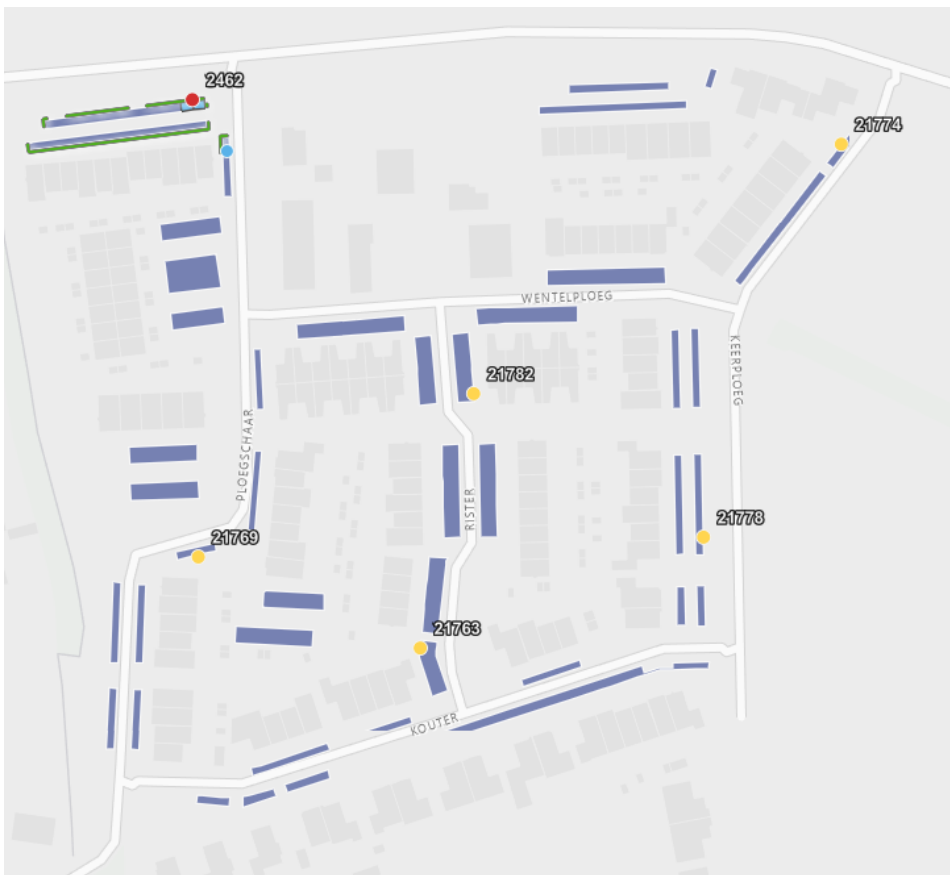 2462
21774
WENTELPLOEG
KEERPLOEG
21782
PLOEGSCHAAR
RISTER
21778
21769
21763
KOUTER